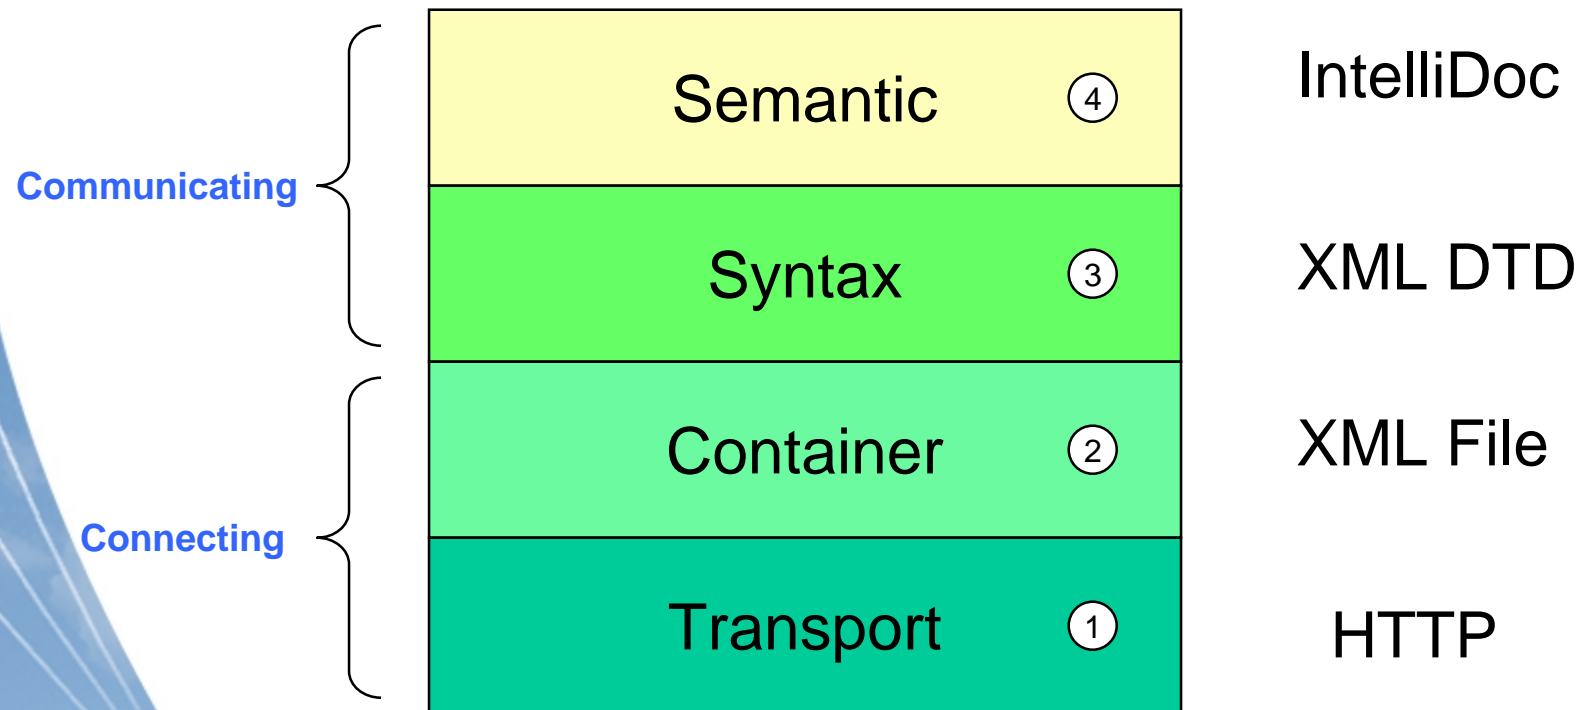 Semantic 4 IntelliDoc
Communicating
Syntax 3 XML DTD
Container 2 XML File
Connecting
Transport 1 HTTP